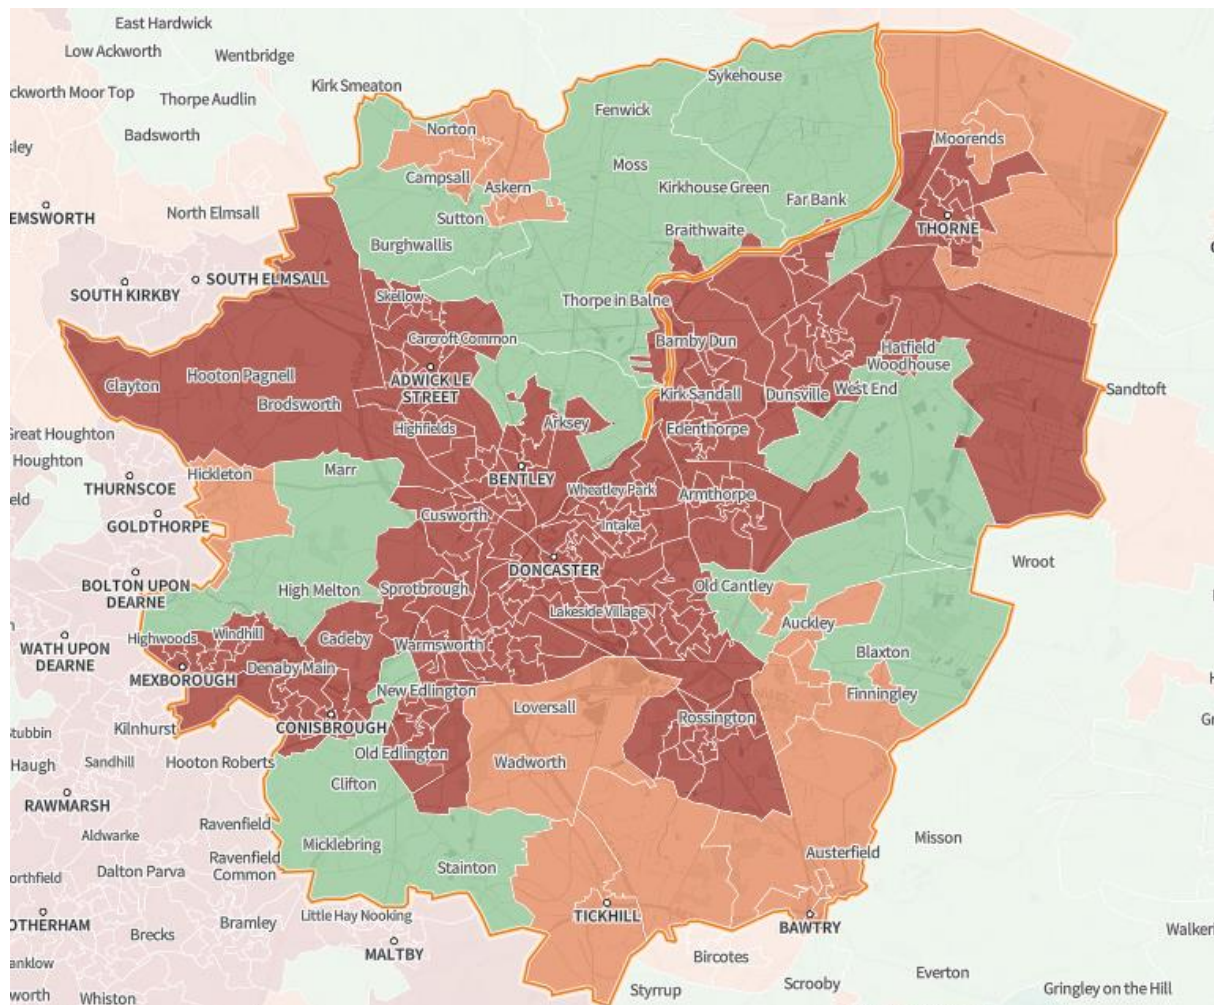 East Hardwick
Low Ackworth
Wentbridge
Kirk Smeaton
ckworth Moor Top
Thorpe Audlin
Badsworth
sley
Sykehouse
Fenwick
Norton
Moorends
Moss
Campsall
Askern
Kirkhouse Green
Far Bank
EMSWORTH
North Elmsall
Sutton
Braithwaite
THORNE
Burghwallis
SOUTH ELMSALL
SOUTH KIRKBY
Skellow
Thorpe in Balne
Carcroft Common
Barnby Dun
Hatfield
Woodhouse
Clayton
Hooton Pagnell
ADWICK LE
STREET
Brodsworth
Kirk Sandall
Dunsville
West End
Sandtoft
Great Houghton
Highfields
Arksey
Edenthorpe
Houghton
Hickleton
Marr
THURNSCOE
BENTLEY
Wheatley Park
Armthorpe
field
GOLDTHORPE
Cusworth
Intake
DONCASTER
Wroot
BOLTON UPON
DEARNE
High Melton
Sprotbrough
Old Cantley
Lakeside Village
Auckley
WATH UPON
DEARNE
Highwoods
Windhill
Cadeby
Warmsworth
Blaxton
MEXBOROUGH
Denaby Main
New Edlington
Finningley
Loversall
Rossington
Stubbin
Kilnhurst
CONISBROUGH
Haugh
Sandhill
Hooton Roberts
Old Edlington
Wadworth
Clifton
RAWMARSH
Aldwarke
Ravenfield
Micklebring
Misson
Ravenfield
Common
Austerfield
orthfield
Dalton Parva
Stainton
OTHERHAM
Brecks
Bramley
Little Hay Nooking
TICKHILL
BAWTRY
Walker
MALTBY
anklow
Bircotes
Everton
Scrooby
worth
Whiston
Styrrup
Gringley on the Hill